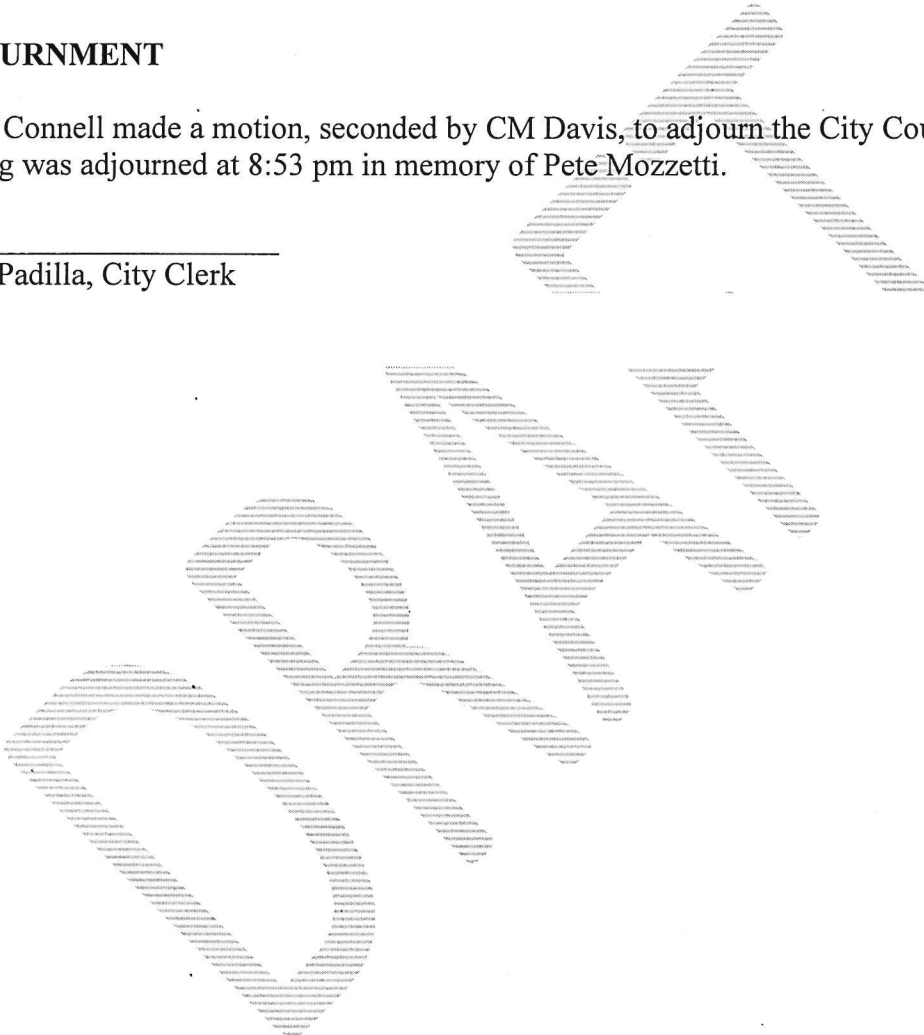 URNMENT
Connell made a motion, seconded by CM Davis, to adjourn the City Cou
g was adjourned at 8:53 pm in memory of Pete Mozzetti.
Padilla, City Clerk
DRAFT